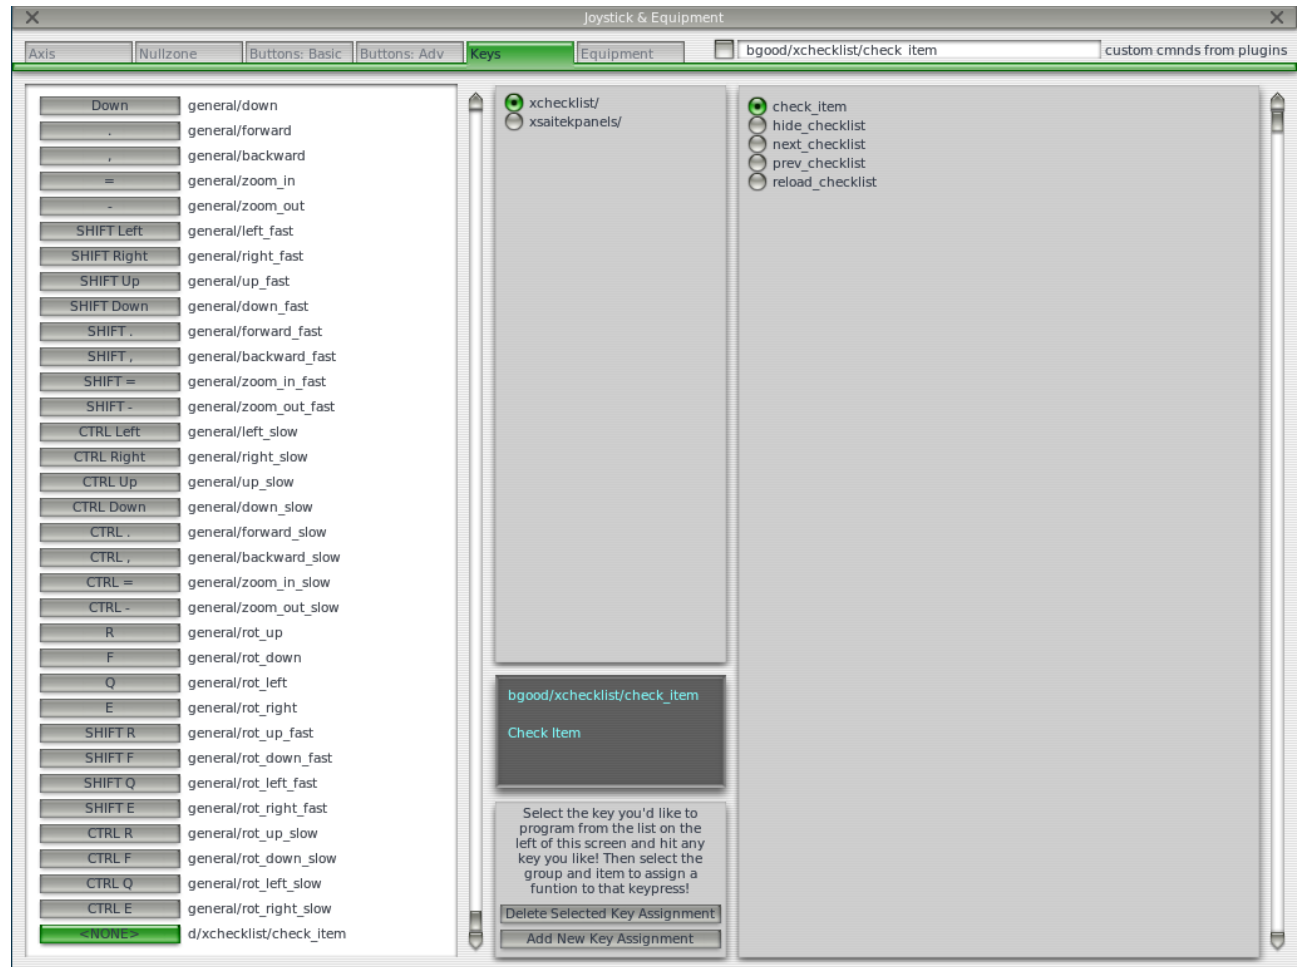 Joystick & Equipment
Axis
Nullzone
Buttons: Basic
Buttons: Adv
Keys
Equipment
bgood/xchecklist/check_item
custom cmnds from plugins
Down general/down
. general/forward
, general/backward
= general/zoom_in
- general/zoom_out
SHIFT Left general/left_fast
SHIFT Right general/right_fast
SHIFT Up general/up_fast
SHIFT Down general/down_fast
SHIFT . general/forward_fast
SHIFT , general/backward_fast
SHIFT = general/zoom_in_fast
SHIFT - general/zoom_out_fast
CTRL Left general/left_slow
CTRL Right general/right_slow
CTRL Up general/up_slow
CTRL Down general/down_slow
CTRL . general/forward_slow
CTRL , general/backward_slow
CTRL = general/zoom_in_slow
CTRL - general/zoom_out_slow
R general/rot_up
F general/rot_down
Q general/rot_left
E general/rot_right
SHIFT R general/rot_up_fast
SHIFT F general/rot_down_fast
SHIFT Q general/rot_left_fast
SHIFT E general/rot_right_fast
CTRL R general/rot_up_slow
CTRL F general/rot_down_slow
CTRL Q general/rot_left_slow
CTRL E general/rot_right_slow
<NONE> d/xchecklist/check_item
xchecklist/
xsaitekpanels/
bgood/xchecklist/check_item
Check Item
Select the key you'd like to
program from the list on the
left of this screen and hit any
key you like! Then select the
group and item to assign a
funtion to that keypress!
Delete Selected Key Assignment
Add New Key Assignment
check_item
hide_checklist
next_checklist
prev_checklist
reload_checklist